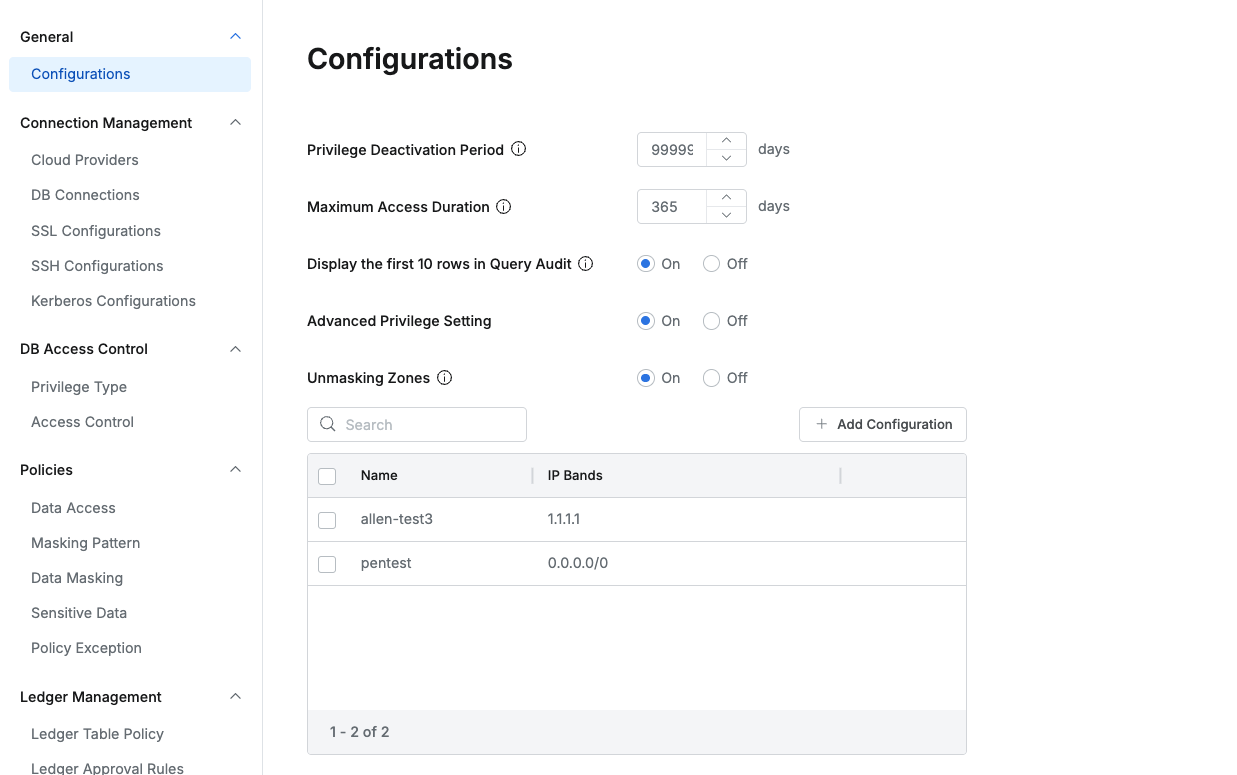 General
Configurations
Connection Management
Cloud Providers
DB Connections
SSL Configurations
SSH Configurations
Kerberos Configurations
DB Access Control
Privilege Type
Access Control
Policies
Data Access
Masking Pattern
Data Masking
Sensitive Data
Policy Exception
Ledger Management
Ledger Table Policy
Ledger Approval Rules
Configurations
Privilege Deactivation Period 99999 days
Maximum Access Duration 365 days
Display the first 10 rows in Query Audit On Off
Advanced Privilege Setting On Off
Unmasking Zones On Off
Search + Add Configuration
Name IP Bands
allen-test3 1.1.1.1
pentest 0.0.0.0/0
1 - 2 of 2